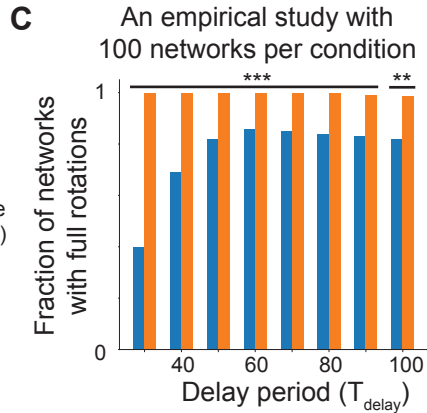 C
An empirical study with
100 networks per condition
***
**
1
e
)
Fraction of networks
with full rotations
0
40
60
80
100
Delay period (T_delay)